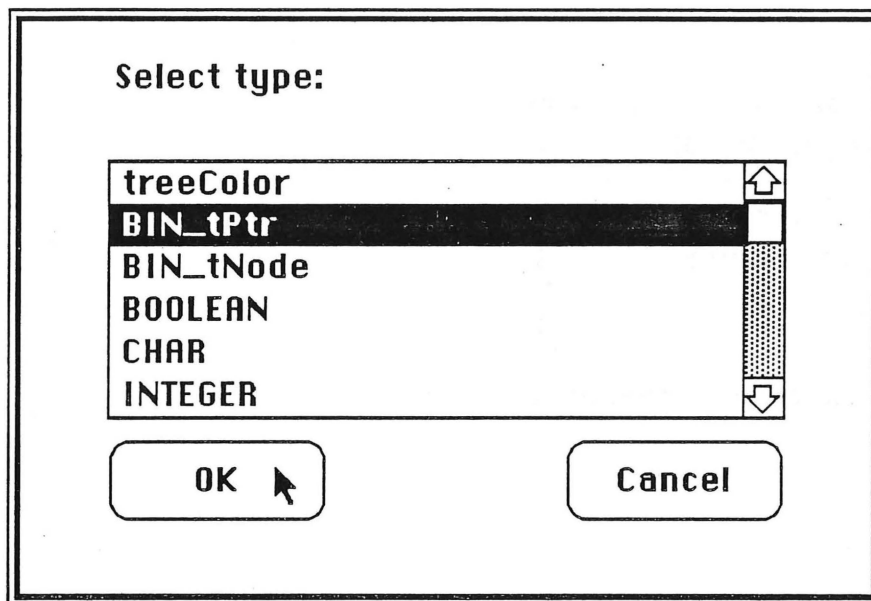 Select type:
treeColor
BIN_tPtr
BIN_tNode
BOOLEAN
CHAR
INTEGER
OK
Cancel